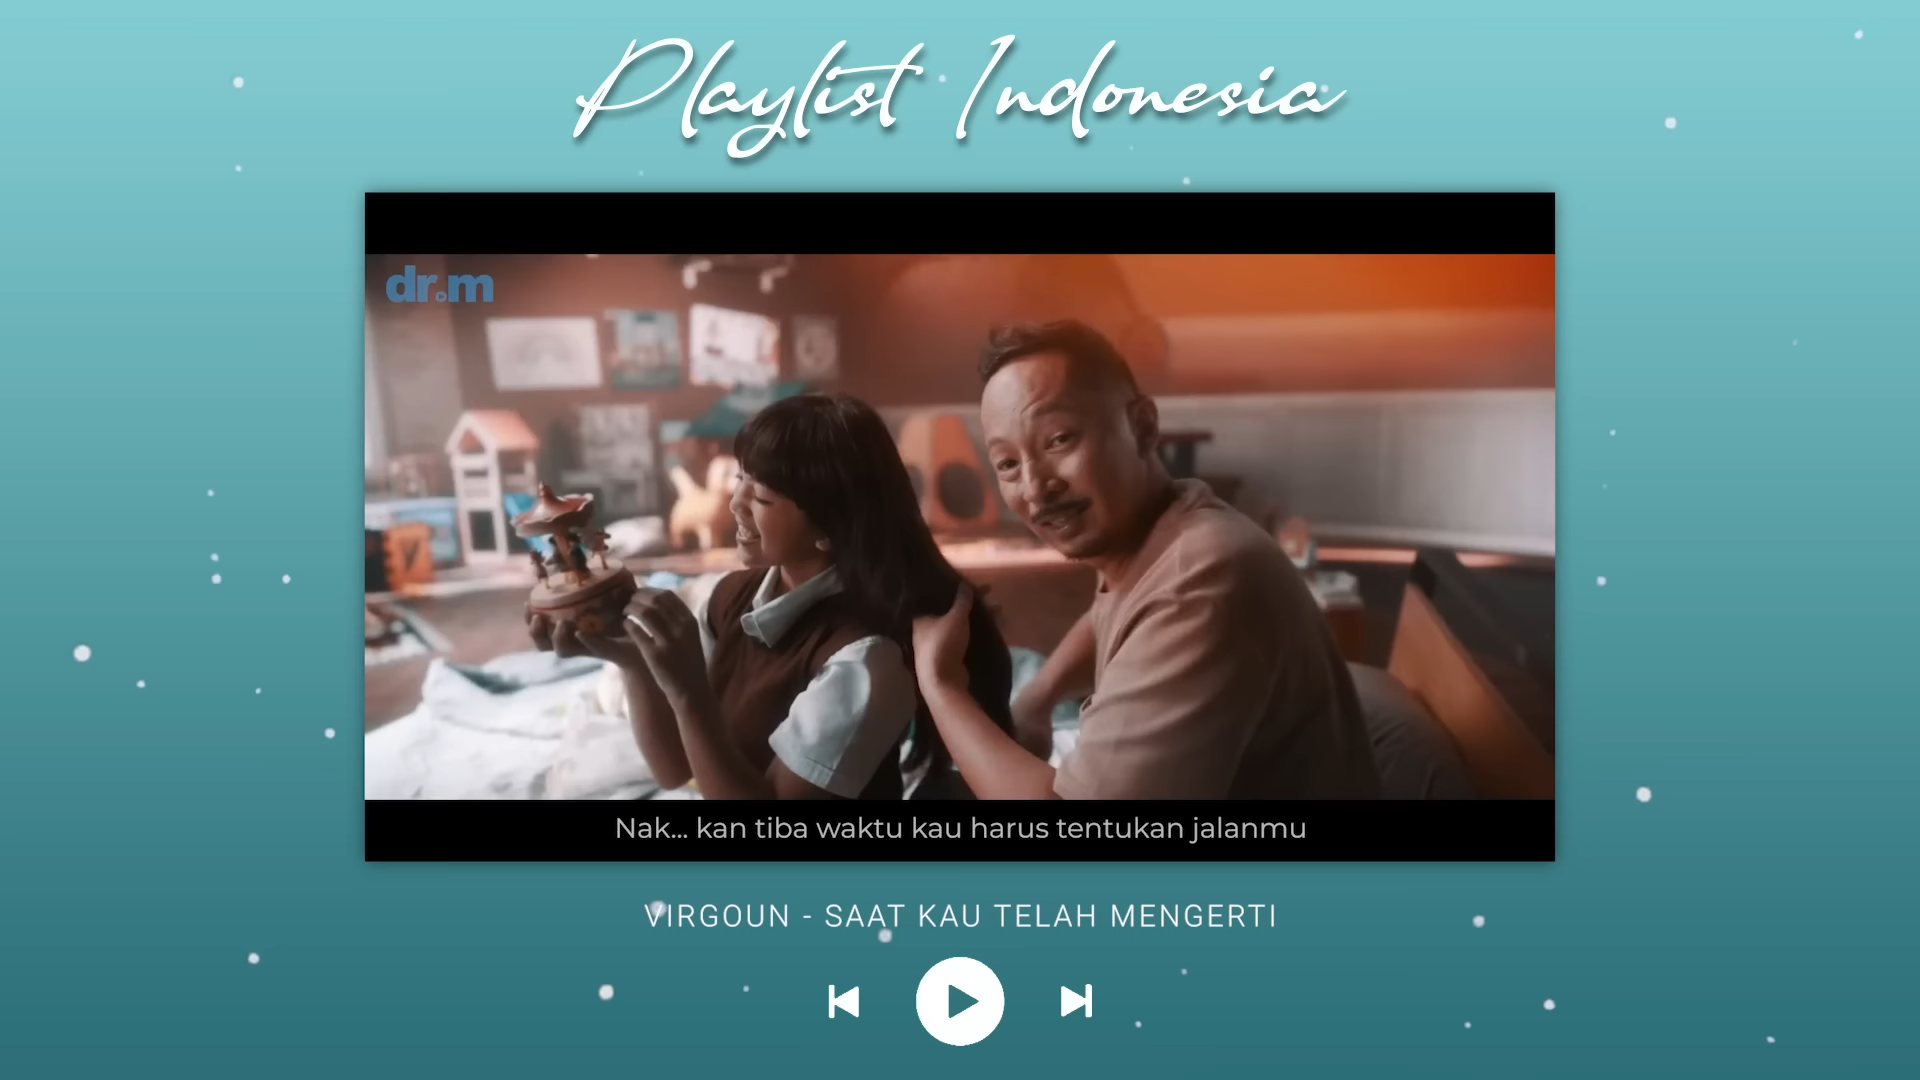 Playlist Indonesia
dr.m
Nak... kan tiba waktu kau harus tentukan jalanmu
VIRGOUN - SAAT KAU TELAH MENGERTI